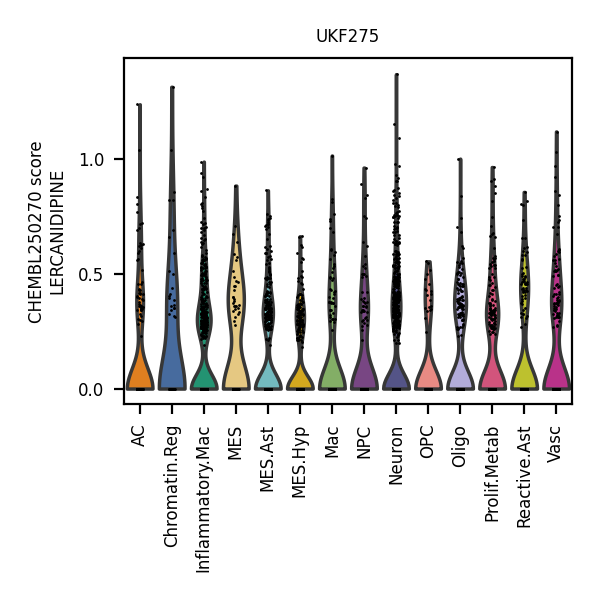 UKF275
CHEMBL250270 score
LERCANIDIPINE
1.0
0.5
0.0
AC
Chromatin.Reg
Inflammatory.Mac
MES
MES.Ast
MES.Hyp
Mac
NPC
Neuron
OPC
Oligo
Prolif.Metab
Reactive.Ast
Vasc